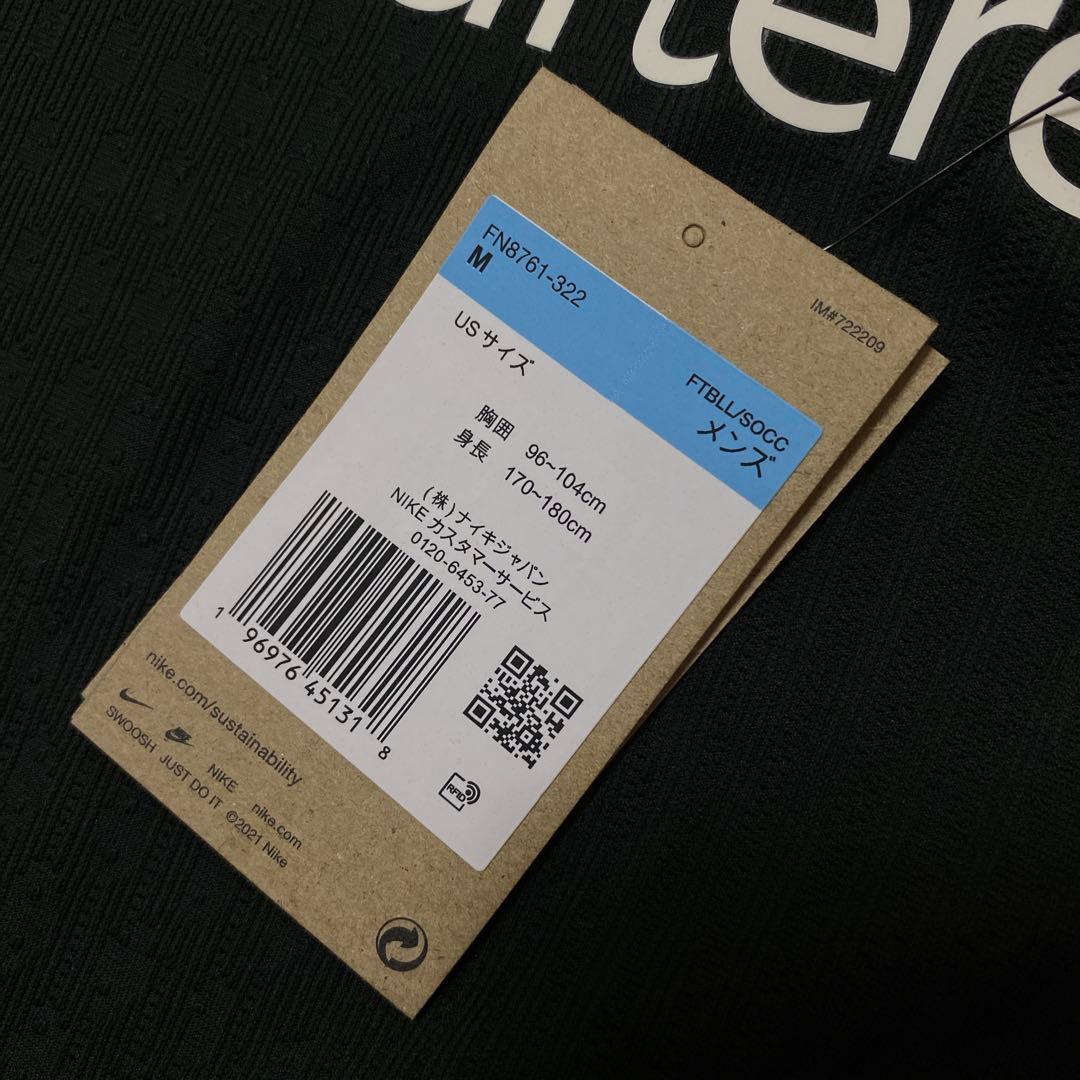 artere
IM#722209
FN8761-322
M
FTBLL/SOCC
メンズ
US サイズ
胸囲 96~104cm
身長 170~180cm
(株)ナイキジャパン
NIKE カスタマーサービス
0120-6453-77
1 96976 45131 8
RFID
nike.com/sustainability
NIKE nike.com
SWOOSH JUST DO IT ©2021 Nike